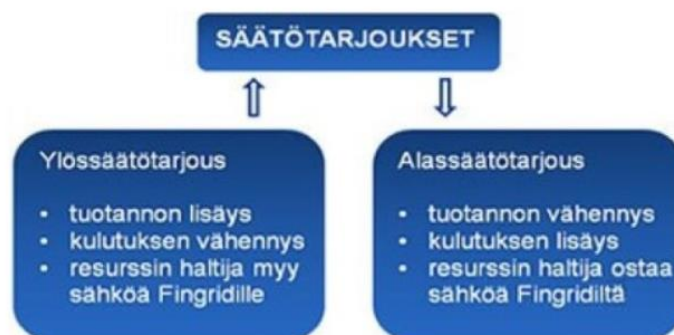 SÄÄTÖTARJOUKSET
Ylössäätötarjous
• tuotannon lisäys
• kulutuksen vähennys
• resurssin haltija myy
sähköä Fingridille
Alassäätötarjous
• tuotannon vähennys
• kulutuksen lisäys
• resurssin haltija ostaa
sähköä Fingridiltä